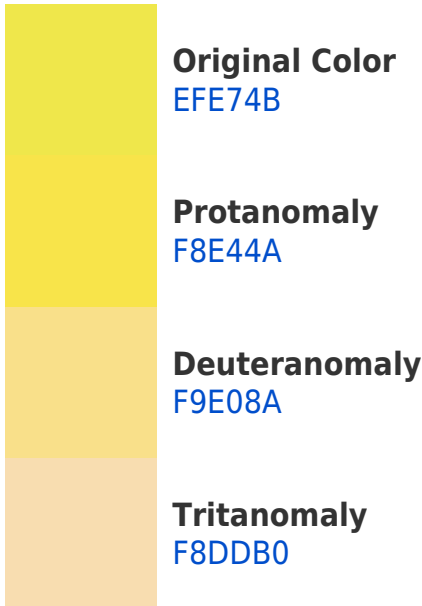 Original Color
EFE74B
Protanomaly
F8E44A
Deuteranomaly
F9E08A
Tritanomaly
F8DDB0